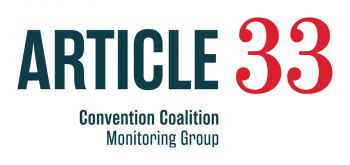 ARTICLE 33
Convention Coalition
Monitoring Group